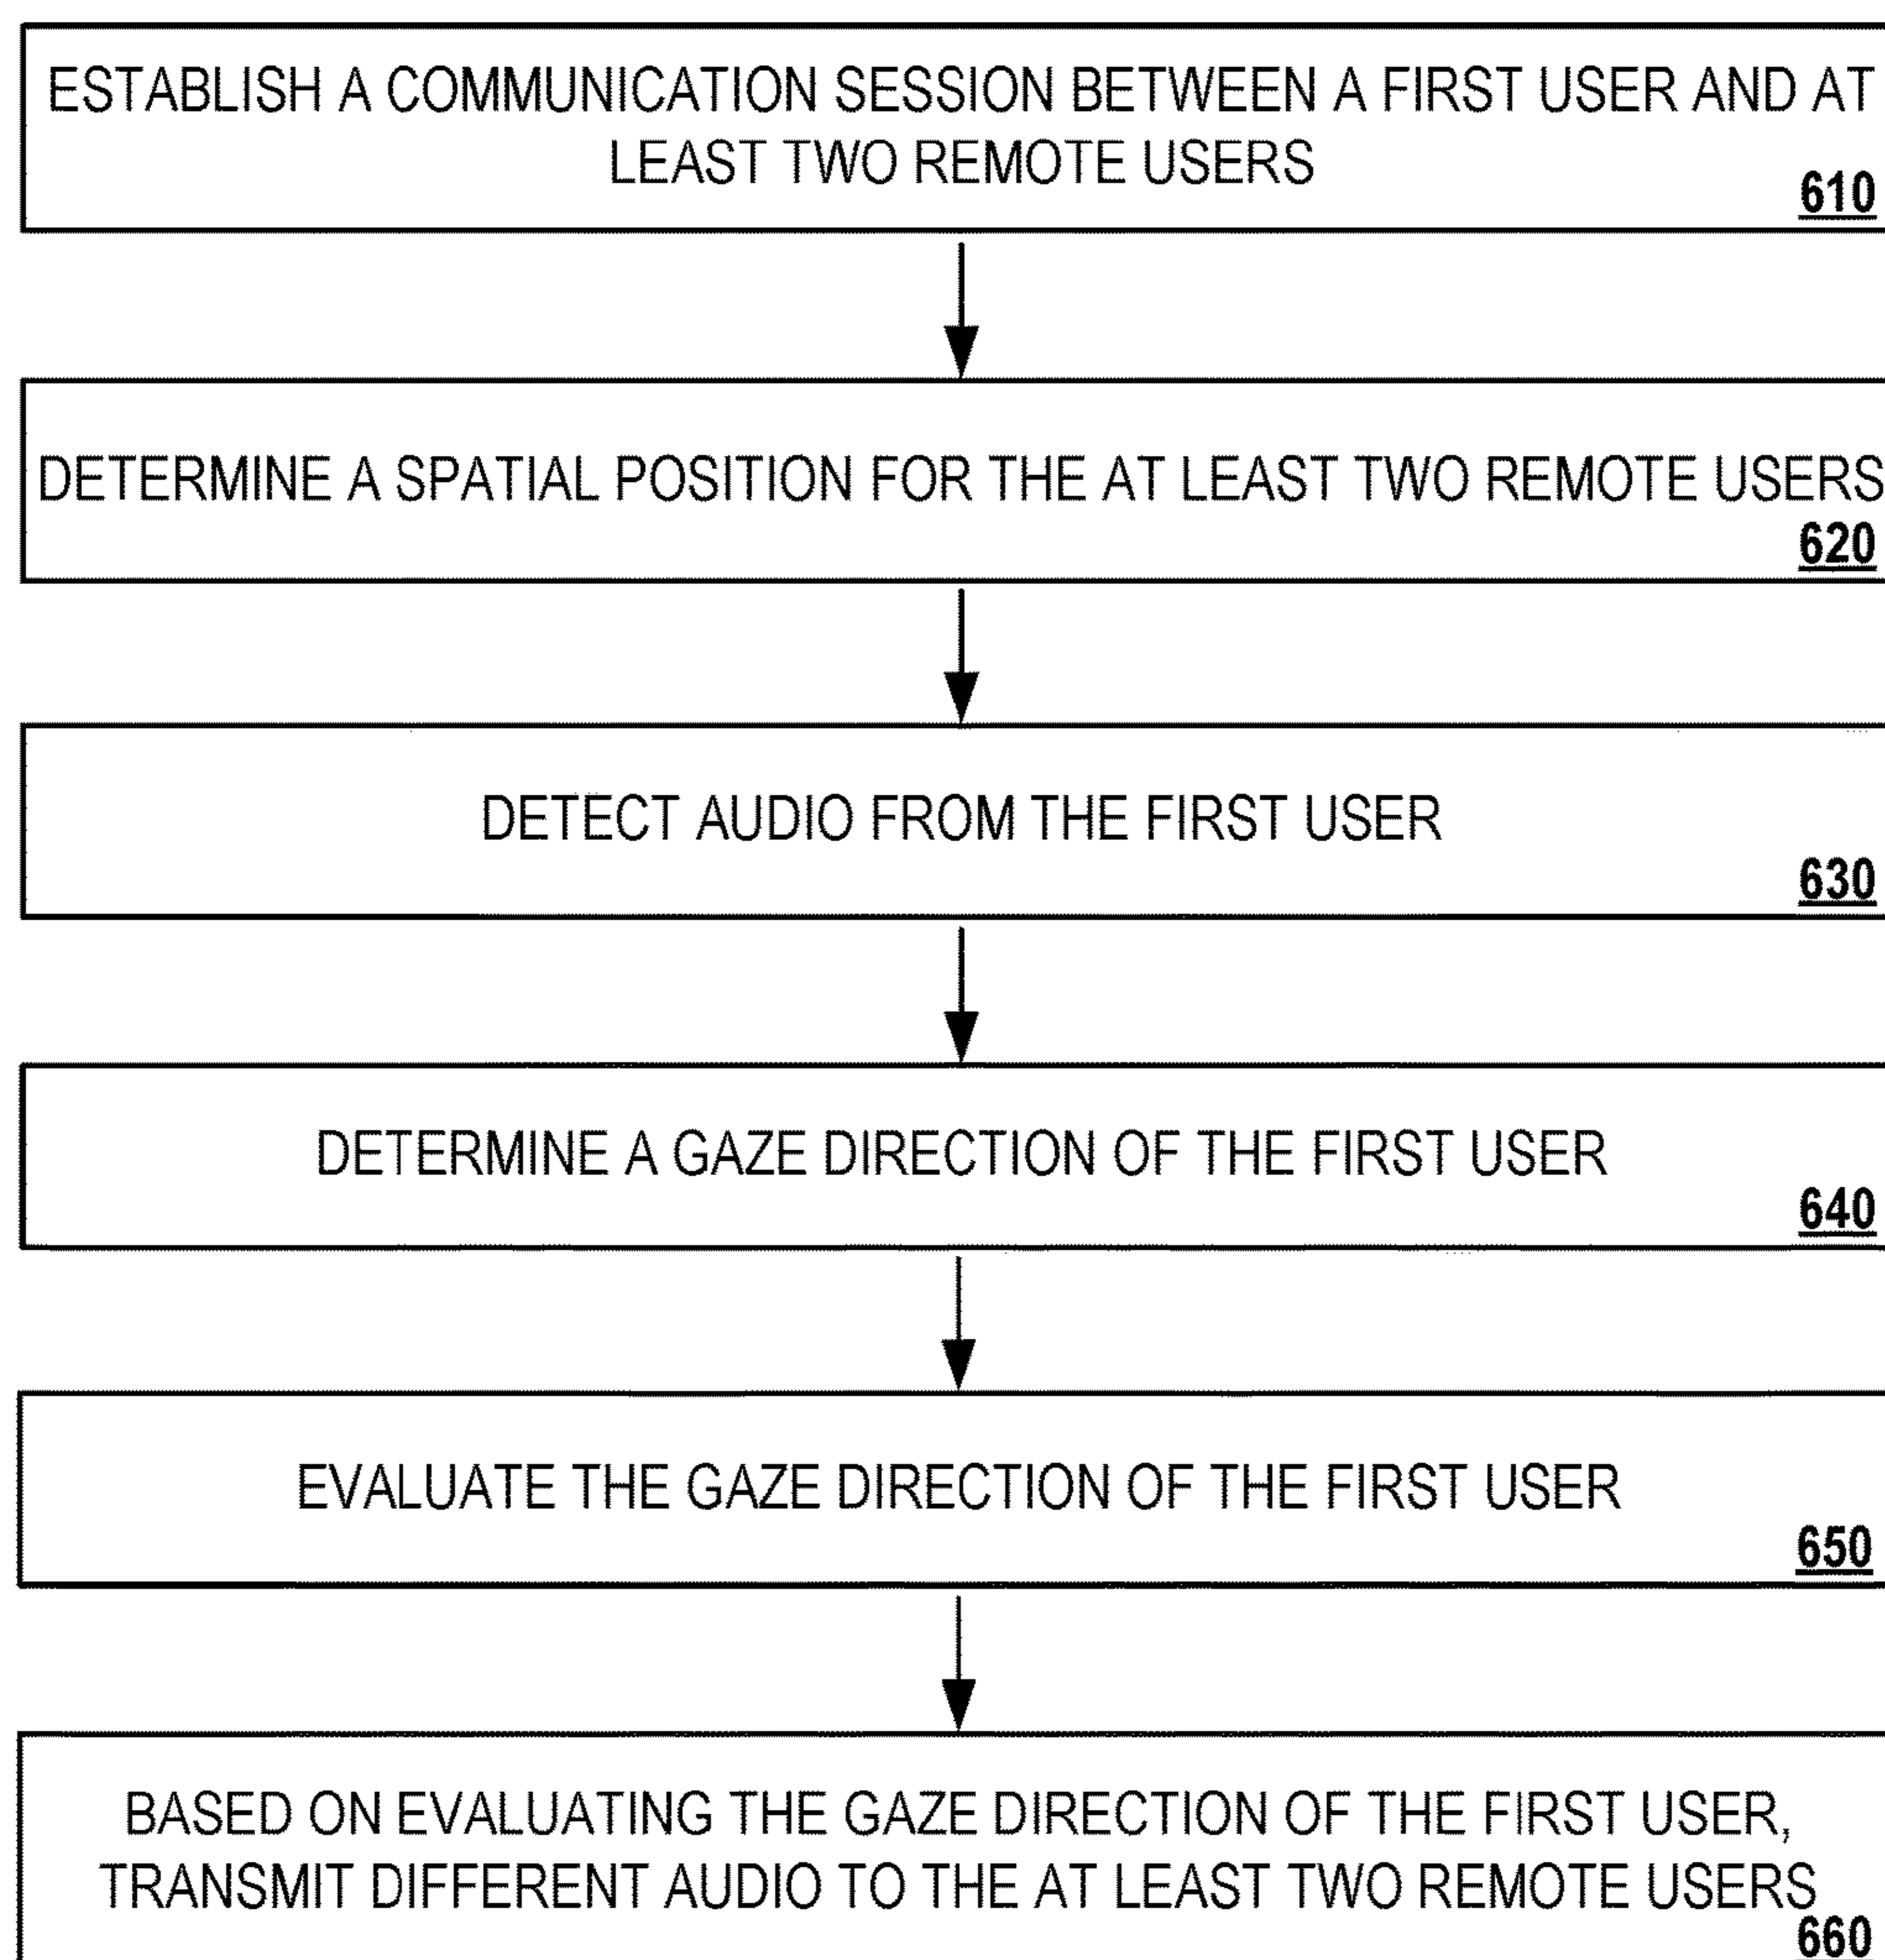 ESTABLISH A COMMUNICATION SESSION BETWEEN A FIRST USER AND AT
LEAST TWO REMOTE USERS
610
DETERMINE A SPATIAL POSITION FOR THE AT LEAST TWO REMOTE USERS
620
DETECT AUDIO FROM THE FIRST USER
630
DETERMINE A GAZE DIRECTION OF THE FIRST USER
640
EVALUATE THE GAZE DIRECTION OF THE FIRST USER
650
BASED ON EVALUATING THE GAZE DIRECTION OF THE FIRST USER,
TRANSMIT DIFFERENT AUDIO TO THE AT LEAST TWO REMOTE USERS
660